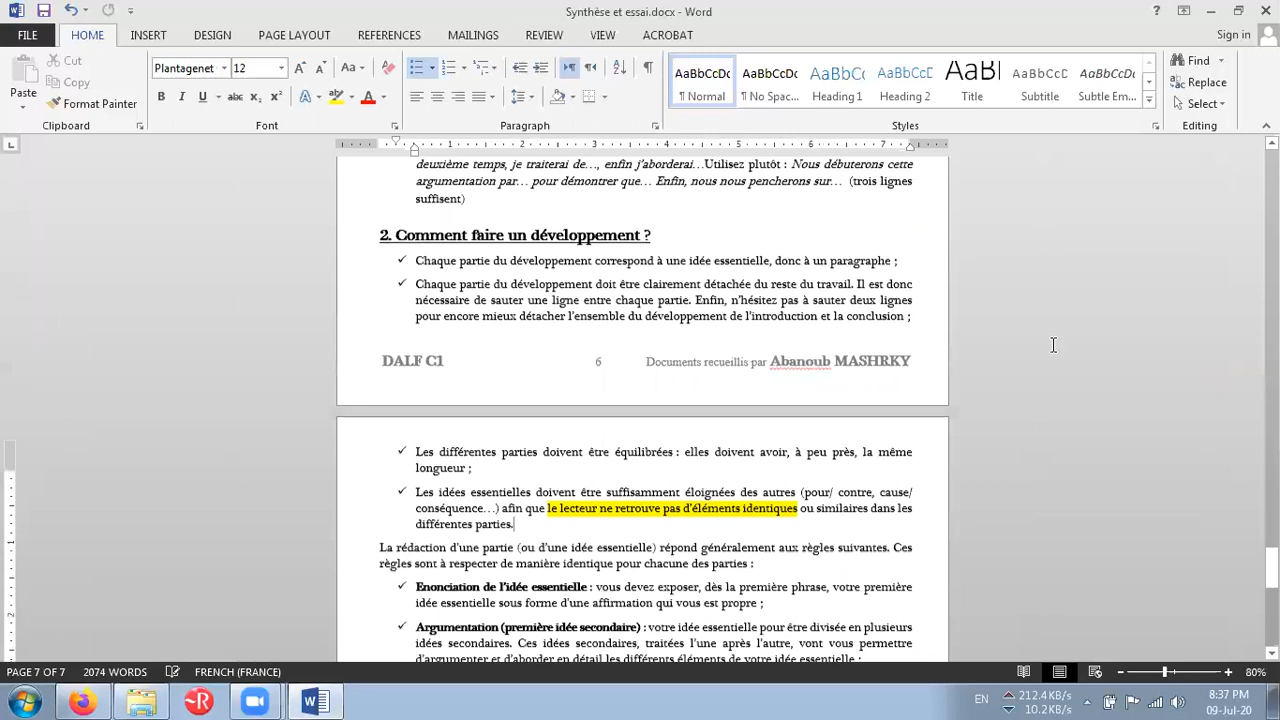 Synthèse et essai.docx - Word
FILE HOME INSERT DESIGN PAGE LAYOUT REFERENCES MAILINGS REVIEW VIEW ACROBAT Sign in
Paste Cut Copy Format Painter
Plantagenet 12
Clipboard Font Paragraph Styles Editing
AaBbCcDc AaBbCcDc AaBbC AaBbCc AaBl AaBbCcD AaBbCcDc
¶ Normal ¶ No Spac... Heading 1 Heading 2 Title Subtitle Subtle Em...
Find
Replace
Select
1 2 3 4 5 6 7
deuxième temps, je traiterai de…, enfin j’aborderai…Utilisez plutôt : Nous débuterons cette
argumentation par… pour démontrer que… Enfin, nous nous pencherons sur… (trois lignes
suffisent)
2. Comment faire un développement ?
✓ Chaque partie du développement correspond à une idée essentielle, donc à un paragraphe ;
✓ Chaque partie du développement doit être clairement détachée du reste du travail. Il est donc
nécessaire de sauter une ligne entre chaque partie. Enfin, n’hésitez pas à sauter deux lignes
pour encore mieux détacher l’ensemble du développement de l’introduction et la conclusion ;
DALF C1 6 Documents recueillis par Abanoub MASHRKY
✓ Les différentes parties doivent être équilibrées : elles doivent avoir, à peu près, la même
longueur ;
✓ Les idées essentielles doivent être suffisamment éloignées des autres (pour/ contre, cause/
conséquence…) afin que le lecteur ne retrouve pas d’éléments identiques ou similaires dans les
différentes parties.
La rédaction d’une partie (ou d’une idée essentielle) répond généralement aux règles suivantes. Ces
règles sont à respecter de manière identique pour chacune des parties :
✓ Enonciation de l’idée essentielle : vous devez exposer, dès la première phrase, votre première
idée essentielle sous forme d’une affirmation qui vous est propre ;
✓ Argumentation (première idée secondaire) : votre idée essentielle pour être divisée en plusieurs
idées secondaires. Ces idées secondaires, traitées l’une après l’autre, vont vous permettre
d’argumenter et d’aborder en détail les différents éléments de votre idée essentielle ;
PAGE 7 OF 7 2074 WORDS FRENCH (FRANCE) 80%
EN 212.4KB/s 10.2KB/s 8:37 PM
09-Jul-20